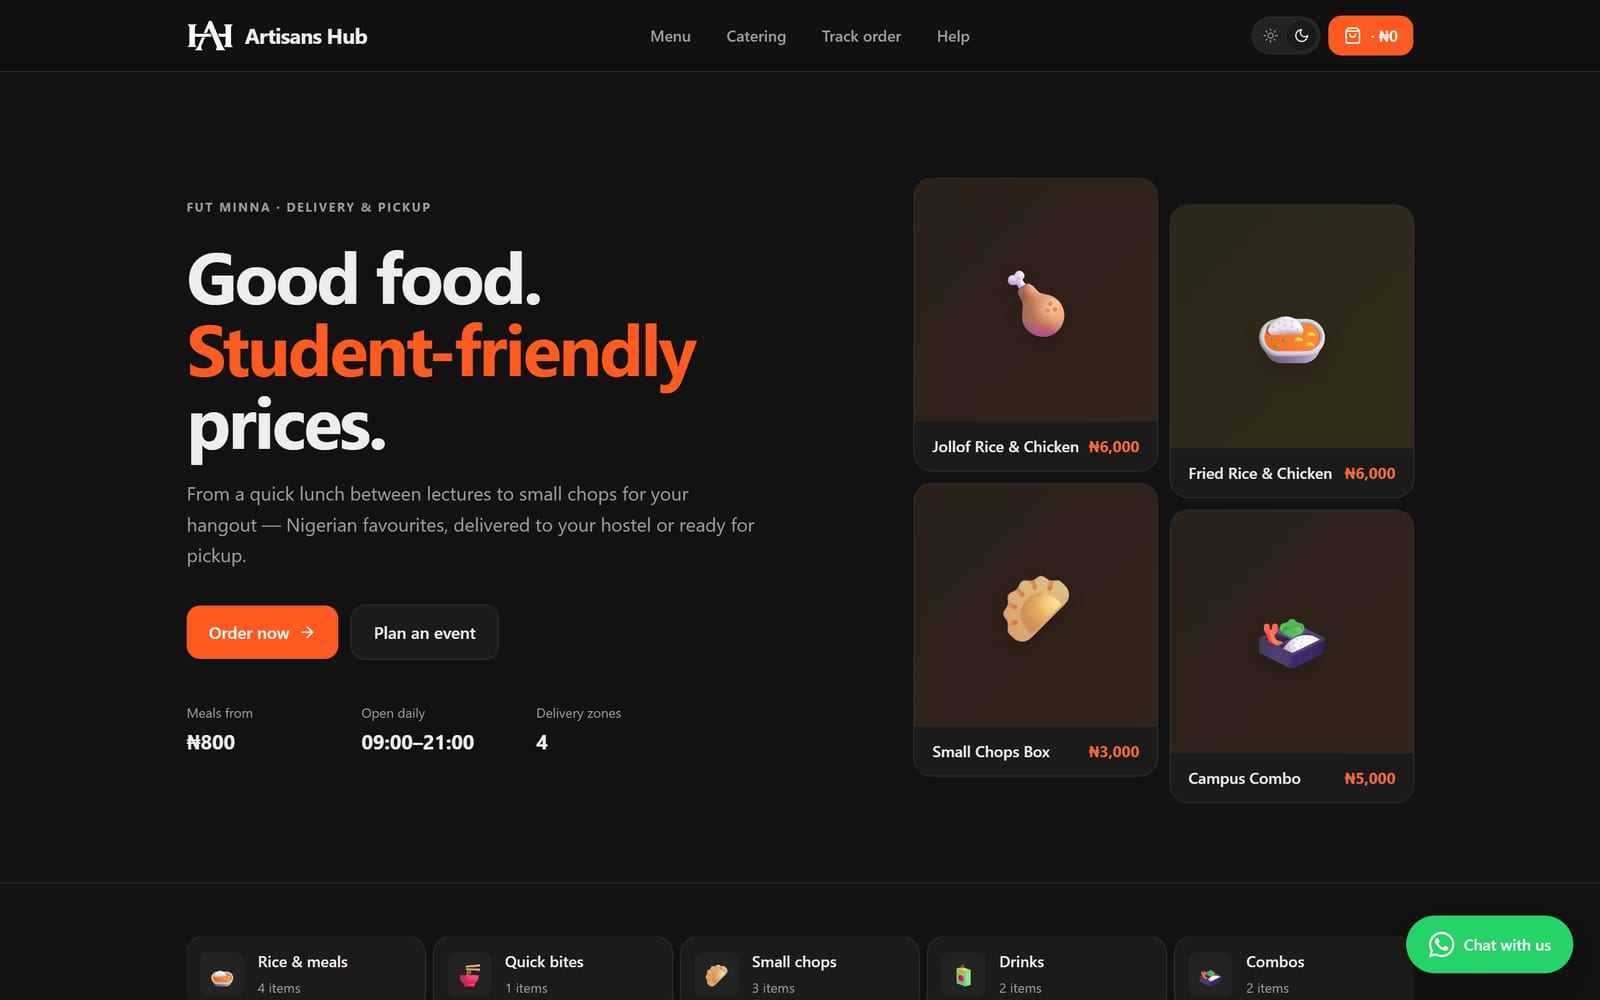 Artisans Hub
Menu
Catering
Track order
Help
· ₦0
FUT MINNA · DELIVERY & PICKUP
Good food.
Student-friendly
prices.
From a quick lunch between lectures to small chops for your
hangout — Nigerian favourites, delivered to your hostel or ready for
pickup.
Order now →
Plan an event
Meals from
₦800
Open daily
09:00–21:00
Delivery zones
4
Jollof Rice & Chicken ₦6,000
Fried Rice & Chicken ₦6,000
Small Chops Box ₦3,000
Campus Combo ₦5,000
Rice & meals
4 items
Quick bites
1 items
Small chops
3 items
Drinks
2 items
Combos
2 items
Chat with us